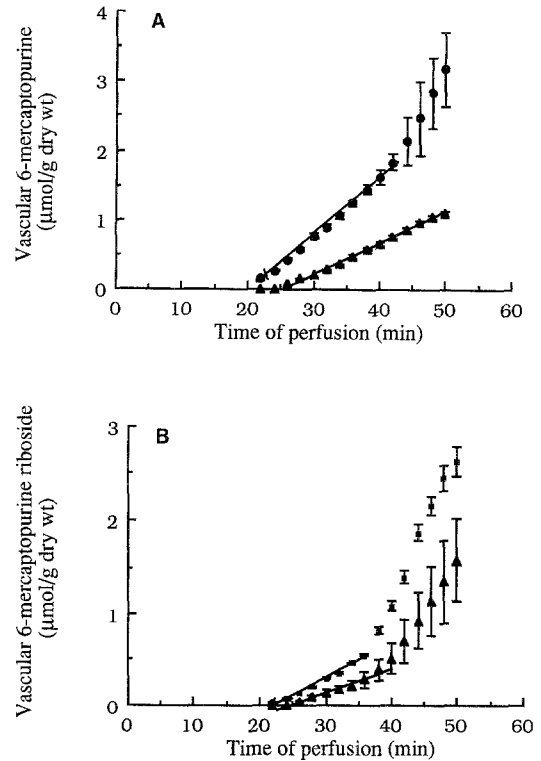 A
Vascular 6-mercaptopurine
(μmol/g dry wt)
4
3
2
1
0
0 10 20 30 40 50 60
Time of perfusion (min)
B
Vascular 6-mercaptopurine riboside
(μmol/g dry wt)
3
2
1
0
0 10 20 30 40 50 60
Time of perfusion (min)